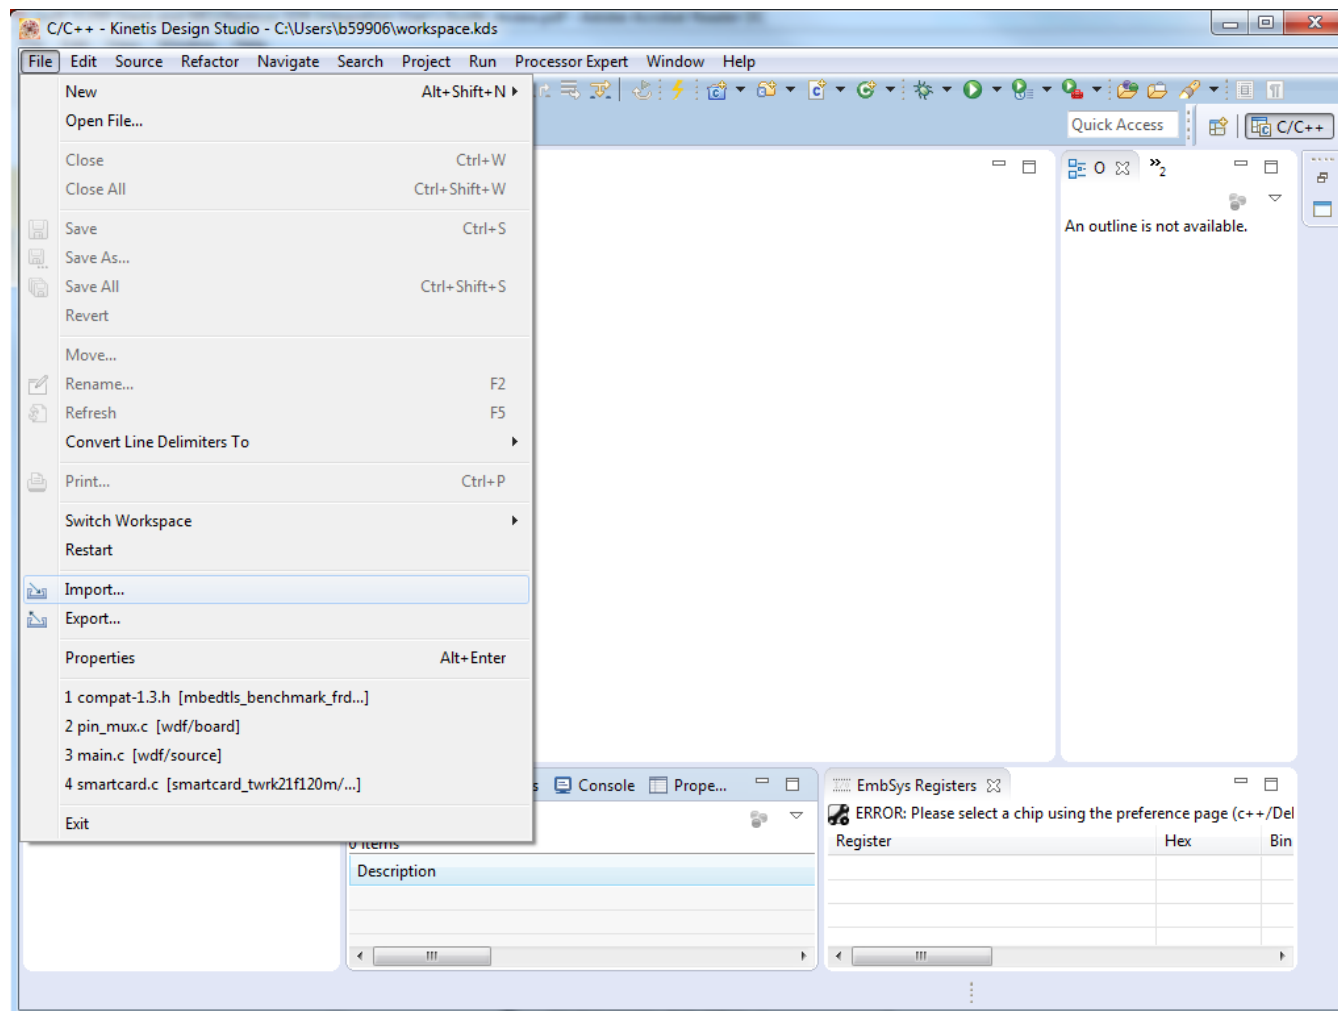 C/C++ - Kinetis Design Studio - C:\Users\b59906\workspace.kds
File Edit Source Refactor Navigate Search Project Run Processor Expert Window Help
New Alt+Shift+N
Open File...
Quick Access
C/C++
Close Ctrl+W
Close All Ctrl+Shift+W
O
2
Save Ctrl+S
An outline is not available.
Save As...
Save All Ctrl+Shift+S
Revert
Move...
Rename... F2
Refresh F5
Convert Line Delimiters To
Print... Ctrl+P
Switch Workspace
Restart
Import...
Export...
Properties Alt+Enter
1 compat-1.3.h [mbedtls_benchmark_frd...]
2 pin_mux.c [wdf/board]
3 main.c [wdf/source]
4 smartcard.c [smartcard_twrk21f120m/...]
Exit
s Console Prope...
0 items
Description
EmbSys Registers
ERROR: Please select a chip using the preference page (c++/Del
Register Hex Bin